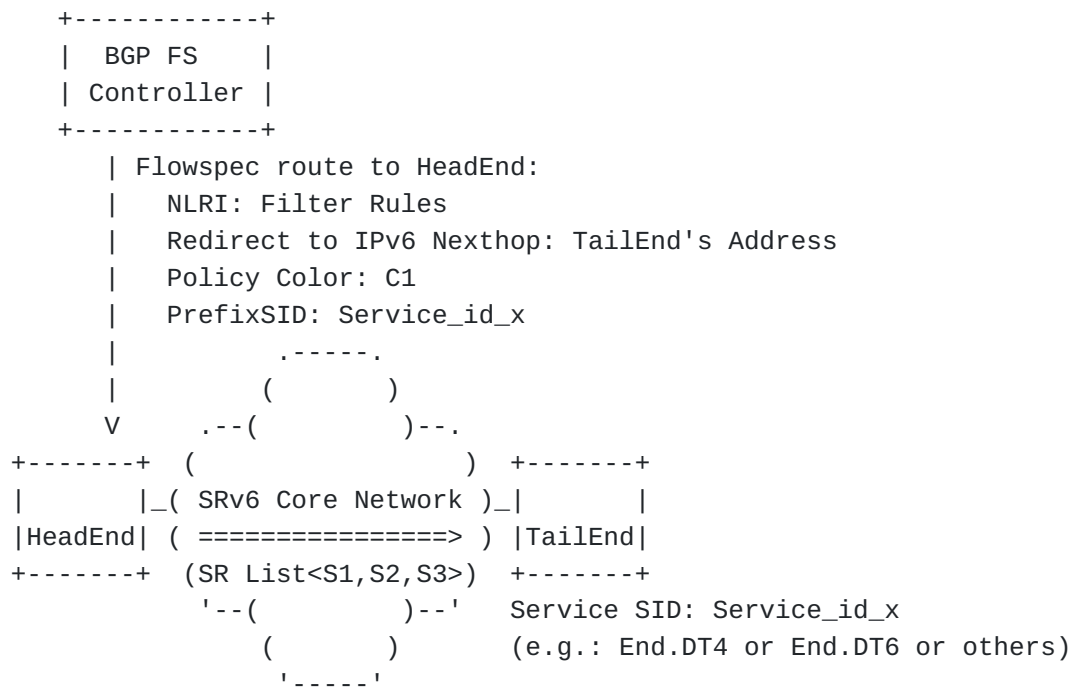 BGP FS
Controller
Flowspec route to HeadEnd:
NLRI: Filter Rules
Redirect to IPv6 Nexthop: TailEnd's Address
Policy Color: C1
PrefixSID: Service_id_x
V
SRv6 Core Network
HeadEnd ================> TailEnd
(SR List<S1,S2,S3>)
Service SID: Service_id_x
(e.g.: End.DT4 or End.DT6 or others)